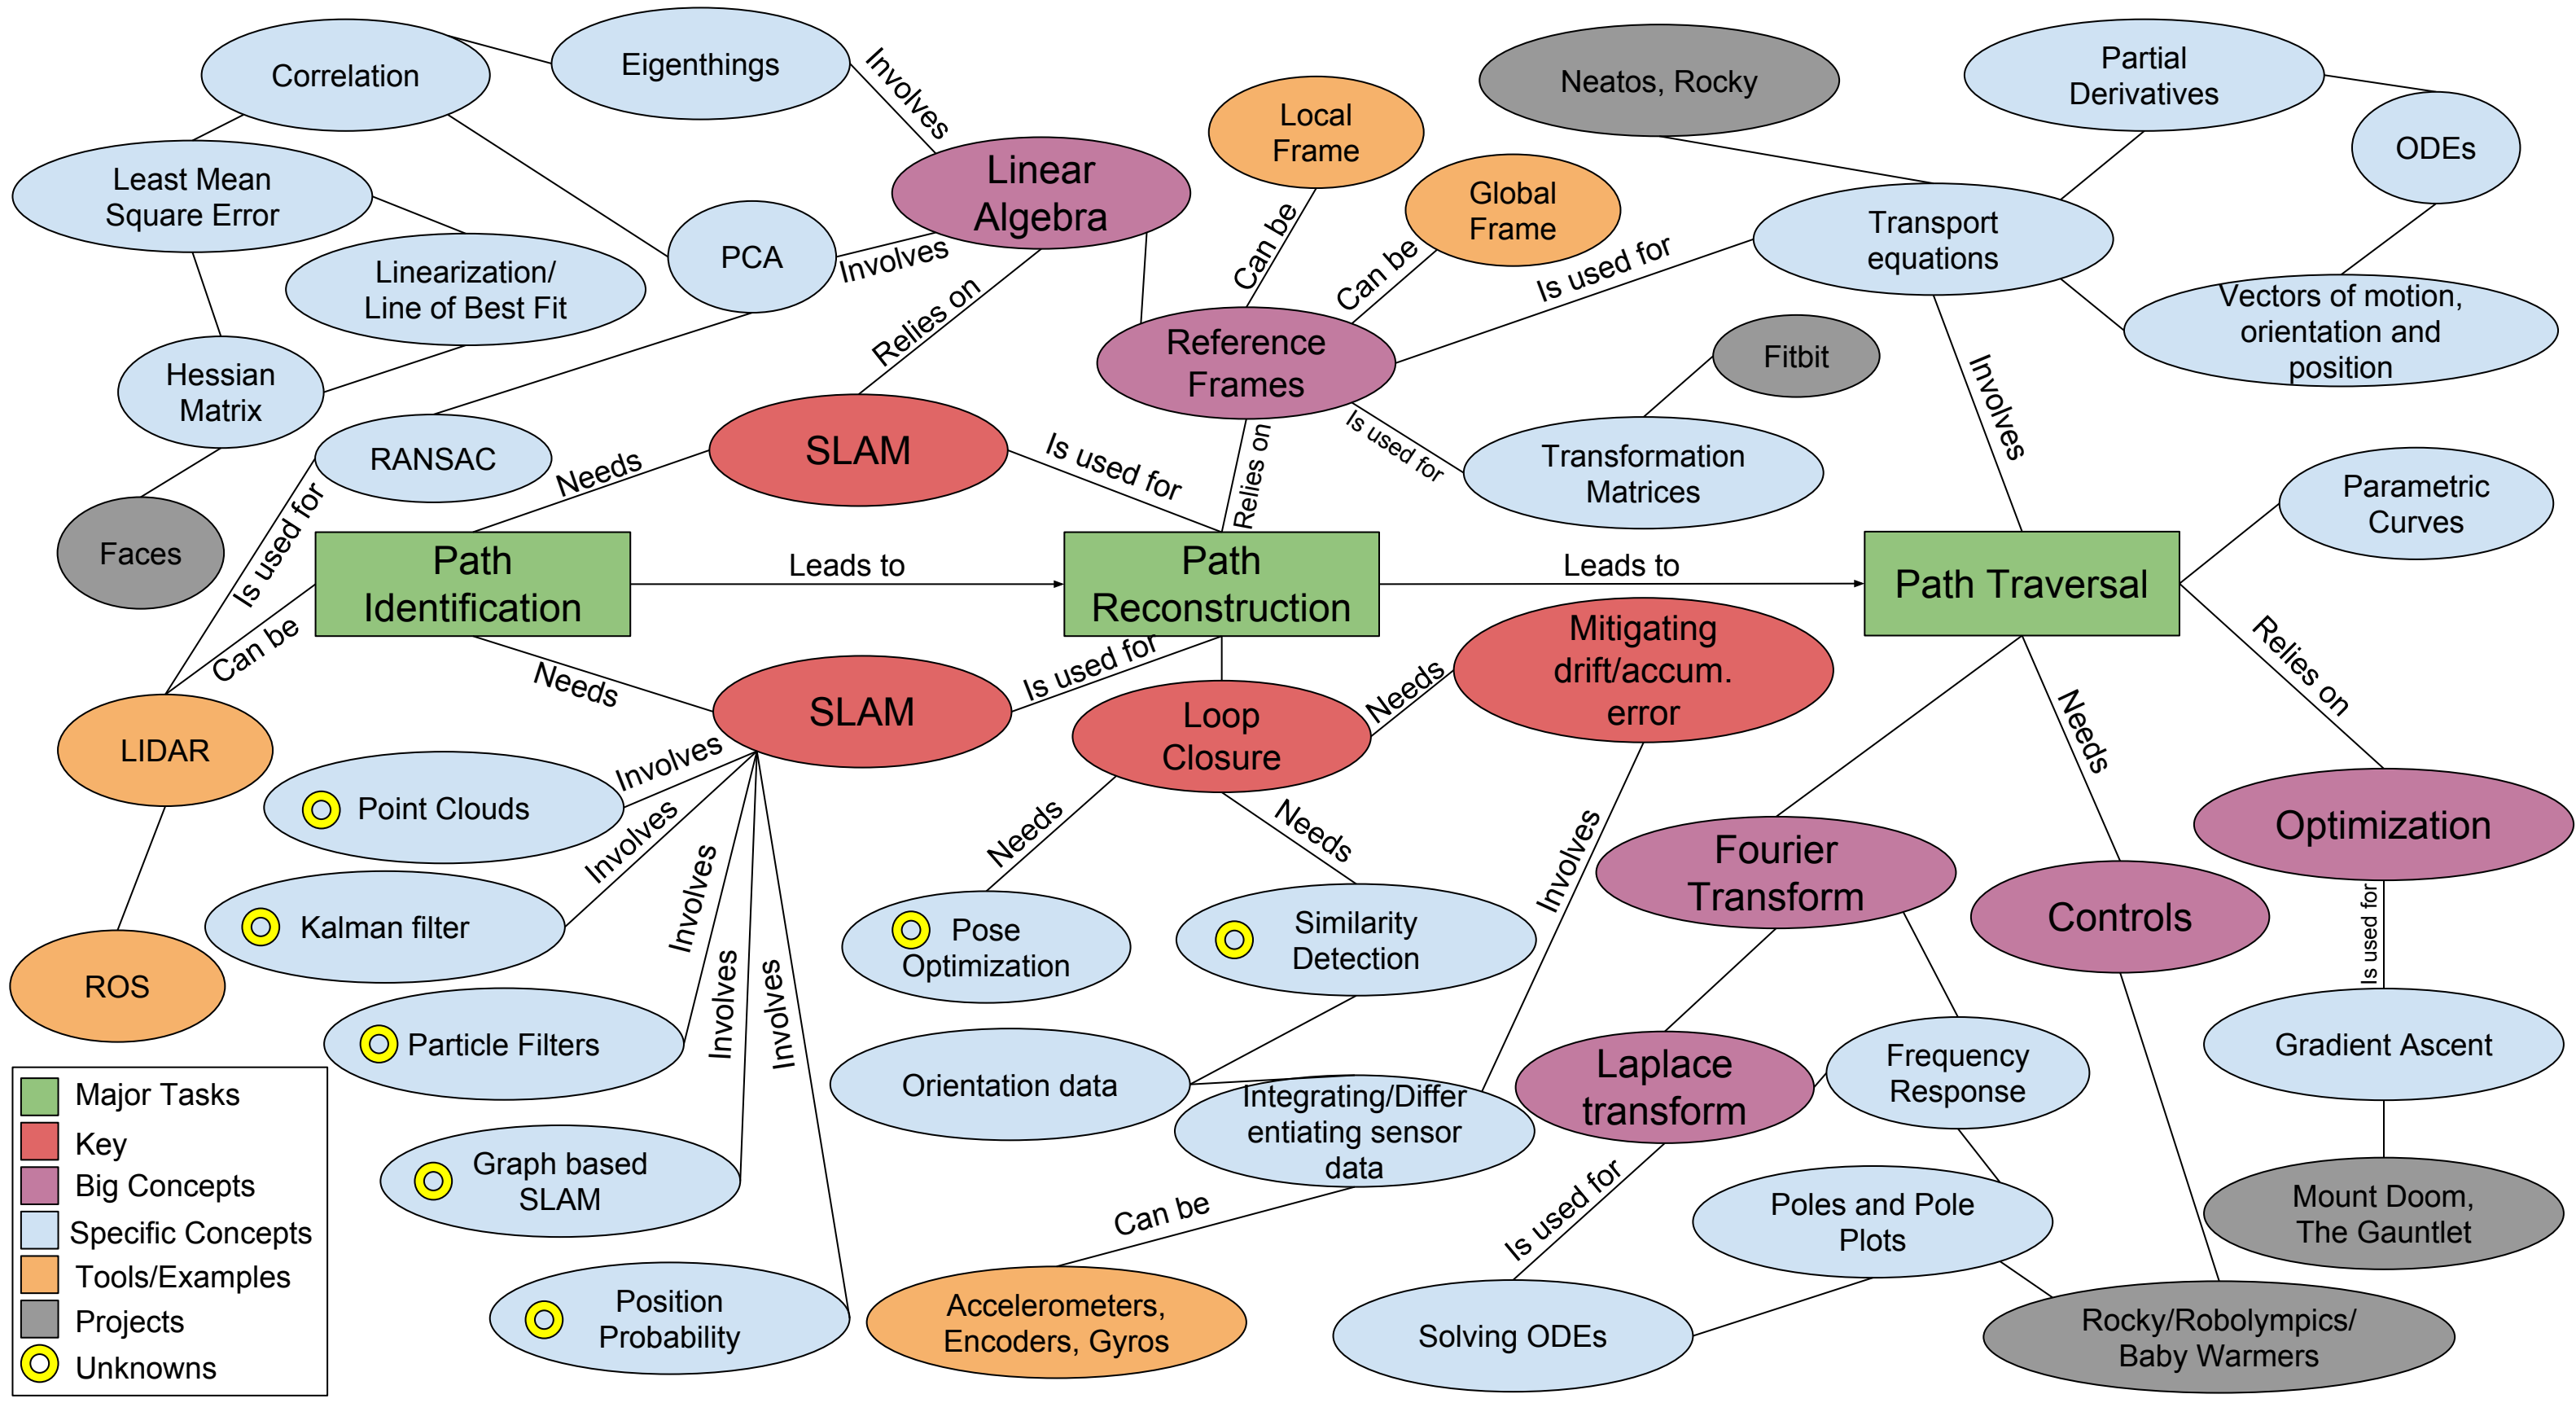 Correlation
Eigenthings
Involves
Least Mean
Square Error
Linear
Algebra
PCA
Involves
Linearization/
Line of Best Fit
Hessian
Matrix
Relies on
RANSAC
Faces
Is used for
Needs
SLAM
Is used for
Local
Frame
Global
Frame
Can be
Can be
Reference
Frames
Is used for
Is used for
Relies on
Neatos, Rocky
Partial
Derivatives
ODEs
Transport
equations
Vectors of motion,
orientation and
position
Fitbit
Transformation
Matrices
Involves
Parametric
Curves
Path
Identification
Leads to
Path
Reconstruction
Leads to
Path Traversal
Can be
Needs
SLAM
Is used for
Loop
Closure
Needs
Mitigating
drift/accum.
error
Relies on
Needs
LIDAR
ROS
Involves
Involves
Involves
Involves
Involves
Point Clouds
Kalman filter
Particle Filters
Graph based
SLAM
Position
Probability
Needs
Needs
Involves
Pose
Optimization
Similarity
Detection
Orientation data
Integrating/Differ
entiating sensor
data
Can be
Accelerometers,
Encoders, Gyros
Fourier
Transform
Controls
Optimization
Is used for
Laplace
transform
Frequency
Response
Gradient Ascent
Is used for
Poles and Pole
Plots
Mount Doom,
The Gauntlet
Solving ODEs
Rocky/Robolympics/
Baby Warmers
Major Tasks
Key
Big Concepts
Specific Concepts
Tools/Examples
Projects
Unknowns